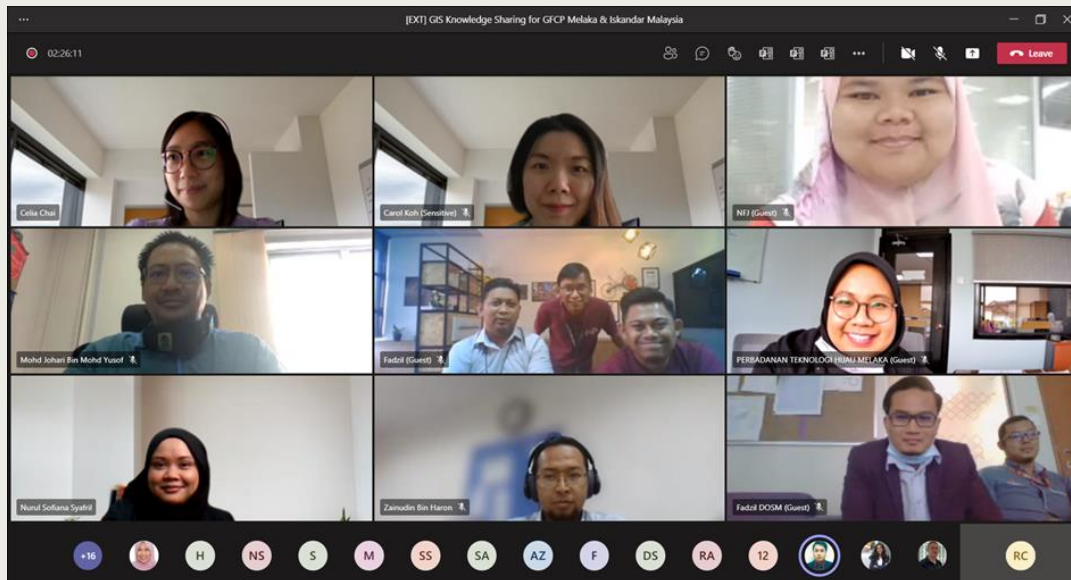 [EXT] GIS Knowledge Sharing for GFCP Melaka & Iskandar Malaysia
02:26:11
Leave
Celia Chai
Carol Koh (Sensitive)
NFJ (Guest)
Mohd Johari Bin Mohd Yusof
Fadzil (Guest)
PERBADANAN TEKNOLOGI HIJAU MELAKA (Guest)
Nurul Sofiana Syafril
Zainudin Bin Haron
Fadzil DOSM (Guest)
+16
H
NS
S
M
SS
SA
AZ
F
DS
RA
12
RC